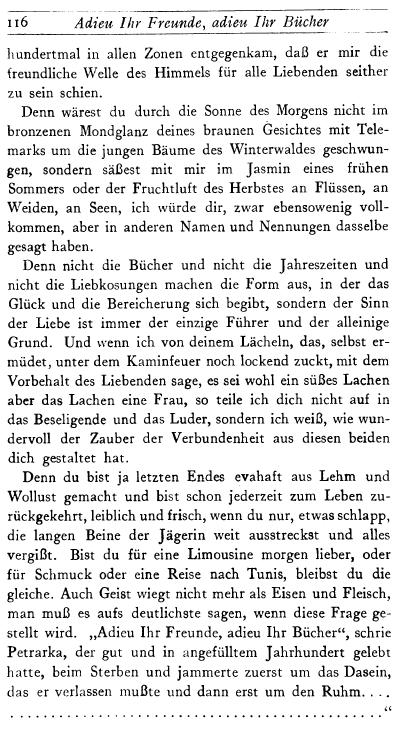 116 Adieu Ihr Freunde, adieu Ihr Bücher
hundertmal in allen Zonen entgegenkam, daß er mir die
freundliche Welle des Himmels für alle Liebenden seither
zu sein schien.
Denn wärest du durch die Sonne des Morgens nicht im
bronzenen Mondglanz deines braunen Gesichtes mit Tele-
marks um die jungen Bäume des Winterwaldes geschwun-
gen, sondern säßest mit mir im Jasmin eines frühen
Sommers oder der Fruchtluft des Herbstes an Flüssen, an
Weiden, an Seen, ich würde dir, zwar ebensowenig voll-
kommen, aber in anderen Namen und Nennungen dasselbe
gesagt haben.
Denn nicht die Bücher und nicht die Jahreszeiten und
nicht die Liebkosungen machen die Form aus, in der das
Glück und die Bereicherung sich begibt, sondern der Sinn
der Liebe ist immer der einzige Führer und der alleinige
Grund. Und wenn ich von deinem Lächeln, das, selbst er-
müdet, unter dem Kaminfeuer noch lockend zuckt, mit dem
Vorbehalt des Liebenden sage, es sei wohl ein süßes Lachen
aber das Lachen eine Frau, so teile ich dich nicht auf in
das Beseligende und das Luder, sondern ich weiß, wie wun-
dervoll der Zauber der Verbundenheit aus diesen beiden
dich gestaltet hat.
Denn du bist ja letzten Endes evahaft aus Lehm und
Wollust gemacht und bist schon jederzeit zum Leben zu-
rückgekehrt, leiblich und frisch, wenn du nur, etwas schlapp,
die langen Beine der Jägerin weit ausstreckst und alles
vergißt. Bist du für eine Limousine morgen lieber, oder
für Schmuck oder eine Reise nach Tunis, bleibst du die
gleiche. Auch Geist wiegt nicht mehr als Eisen und Fleisch,
man muß es aufs deutlichste sagen, wenn diese Frage ge-
stellt wird. „Adieu Ihr Freunde, adieu Ihr Bücher“, schrie
Petrarka, der gut und in angefülltem Jahrhundert gelebt
hatte, beim Sterben und jammerte zuerst um das Dasein,
das er verlassen mußte und dann erst um den Ruhm. . . .
. . . . . . . . . . . . . . . . . . . . . . . . . . . . . . . . . . . . . . . . . . “